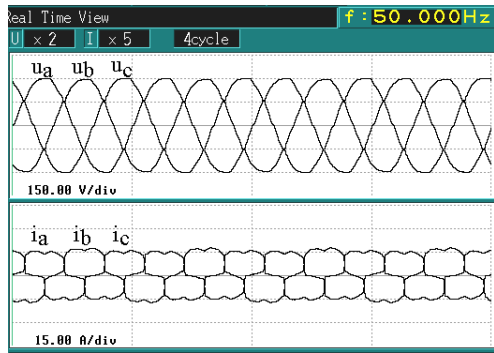 Real Time View f:50.000Hz
U ×2 I ×5 4cycle
ua ub uc
150.00 V/div
ia ib ic
15.00 A/div